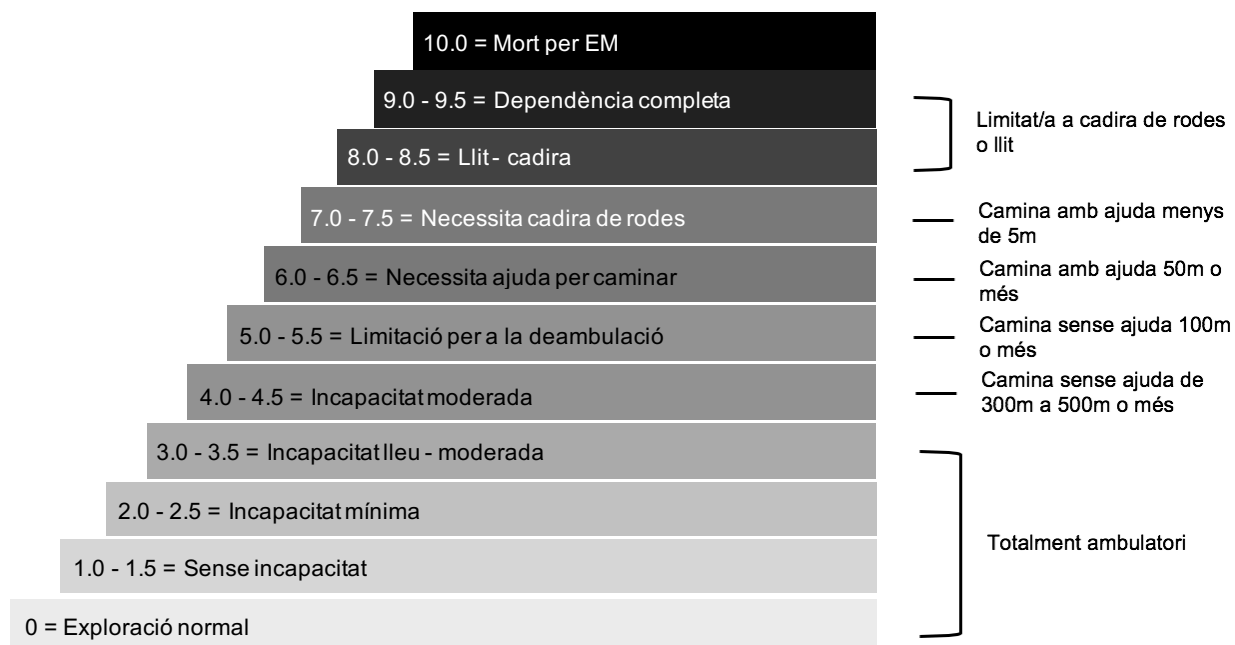 10.0 = Mort per EM
9.0 - 9.5 = Dependència completa
Limitat/a a cadira de rodes
o llit
8.0 - 8.5 = Llit - cadira
7.0 - 7.5 = Necessita cadira de rodes
Camina amb ajuda menys
de 5m
6.0 - 6.5 = Necessita ajuda per caminar
Camina amb ajuda 50m o
més
5.0 - 5.5 = Limitació per a la deambulació
Camina sense ajuda 100m
o més
4.0 - 4.5 = Incapacitat moderada
Camina sense ajuda de
300m a 500m o més
3.0 - 3.5 = Incapacitat lleu - moderada
2.0 - 2.5 = Incapacitat mínima
Totalment ambulatori
1.0 - 1.5 = Sense incapacitat
0 = Exploració normal